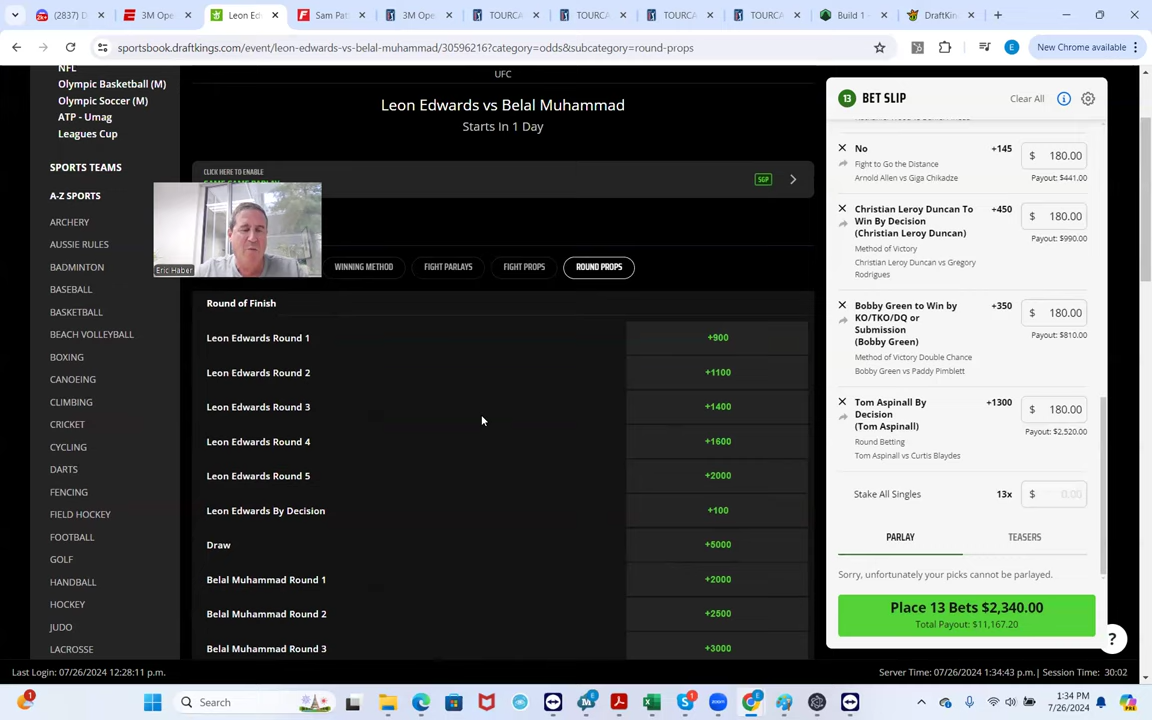 (2837) D
3M Ope
Leon Ed
Sam Pat
3M Ope
TOURCA
TOURCA
TOURCA
TOURCA
Build 1 -
DraftKin
sportsbook.draftkings.com/event/leon-edwards-vs-belal-muhammad/30596216?category=odds&subcategory=round-props
E
New Chrome available
NFL
Olympic Basketball (M)
Olympic Soccer (M)
ATP - Umag
Leagues Cup
SPORTS TEAMS
A-Z SPORTS
ARCHERY
AUSSIE RULES
BADMINTON
BASEBALL
BASKETBALL
BEACH VOLLEYBALL
BOXING
CANOEING
CLIMBING
CRICKET
CYCLING
DARTS
FENCING
FIELD HOCKEY
FOOTBALL
GOLF
HANDBALL
HOCKEY
JUDO
LACROSSE
UFC
Leon Edwards vs Belal Muhammad
Starts In 1 Day
CLICK HERE TO ENABLE
SGP
Eric Haber
WINNING METHOD
FIGHT PARLAYS
FIGHT PROPS
ROUND PROPS
Round of Finish
Leon Edwards Round 1 +900
Leon Edwards Round 2 +1100
Leon Edwards Round 3 +1400
Leon Edwards Round 4 +1600
Leon Edwards Round 5 +2000
Leon Edwards By Decision +100
Draw +5000
Belal Muhammad Round 1 +2000
Belal Muhammad Round 2 +2500
Belal Muhammad Round 3 +3000
13 BET SLIP Clear All
No +145 $ 180.00
Fight to Go the Distance
Arnold Allen vs Giga Chikadze Payout: $441.00
Christian Leroy Duncan To +450 $ 180.00
Win By Decision
(Christian Leroy Duncan) Payout: $990.00
Method of Victory
Christian Leroy Duncan vs Gregory
Rodrigues
Bobby Green to Win by +350 $ 180.00
KO/TKO/DQ or
Submission Payout: $810.00
(Bobby Green)
Method of Victory Double Chance
Bobby Green vs Paddy Pimblett
Tom Aspinall By +1300 $ 180.00
Decision
(Tom Aspinall) Payout: $2,520.00
Round Betting
Tom Aspinall vs Curtis Blaydes
Stake All Singles 13x $ 0.00
PARLAY TEASERS
Sorry, unfortunately your picks cannot be parlayed.
Place 13 Bets $2,340.00
Total Payout: $11,167.20
?
Last Login: 07/26/2024 12:28:11 p.m. Server Time: 07/26/2024 1:34:43 p.m. | Session Time: 30:02
Search
1:34 PM
7/26/2024